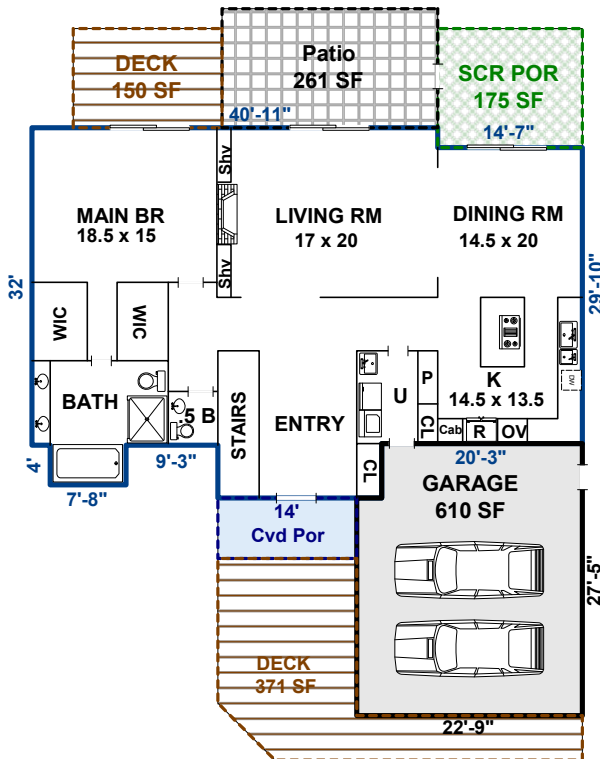 DECK
150 SF
Patio
261 SF
SCR POR
175 SF
40'-11"
14'-7"
Shv
MAIN BR
18.5 x 15
LIVING RM
17 x 20
DINING RM
14.5 x 20
Shv
32'
29'-10"
WIC
WIC
DW
K
14.5 x 13.5
P
U
BATH
.5 B
STAIRS
ENTRY
CL
Cab
R
OV
4'
9'-3"
7'-8"
CL
20'-3"
GARAGE
610 SF
14'
Cvd Por
27'-5"
DECK
371 SF
22'-9"